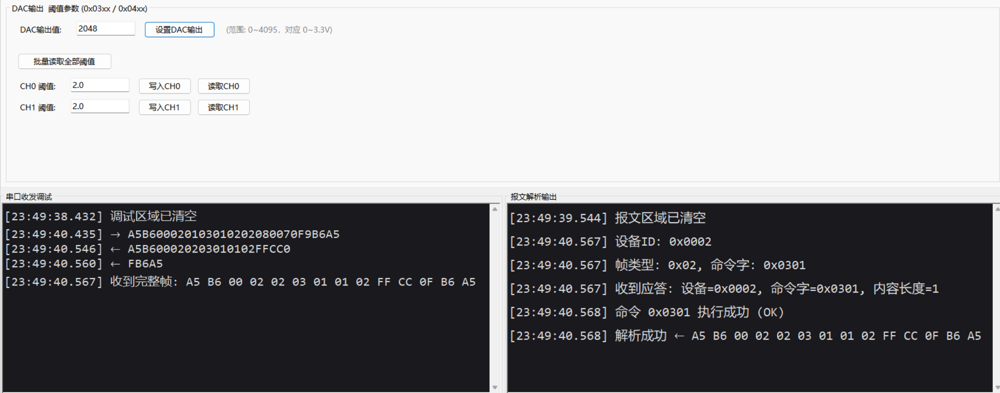 DAC输出 阈值参数 (0x03xx / 0x04xx)
DAC输出值: 2048 设置DAC输出 (范围: 0~4095, 对应 0~3.3V)
批量读取全部阈值
CH0 阈值: 2.0 写入CH0 读取CH0
CH1 阈值: 2.0 写入CH1 读取CH1
串口收发调试
[23:49:38.432] 调试区域已清空
[23:49:40.435] → A5B600020103010202080070F9B6A5
[23:49:40.546] ← A5B600020203010102FFCC0
[23:49:40.560] ← FB6A5
[23:49:40.567] 收到完整帧: A5 B6 00 02 02 03 01 01 02 FF CC 0F B6 A5
报文解析输出
[23:49:39.544] 报文区域已清空
[23:49:40.567] 设备ID: 0x0002
[23:49:40.567] 帧类型: 0x02, 命令字: 0x0301
[23:49:40.567] 收到应答: 设备=0x0002, 命令字=0x0301, 内容长度=1
[23:49:40.568] 命令 0x0301 执行成功 (OK)
[23:49:40.568] 解析成功 ← A5 B6 00 02 02 03 01 01 02 FF CC 0F B6 A5